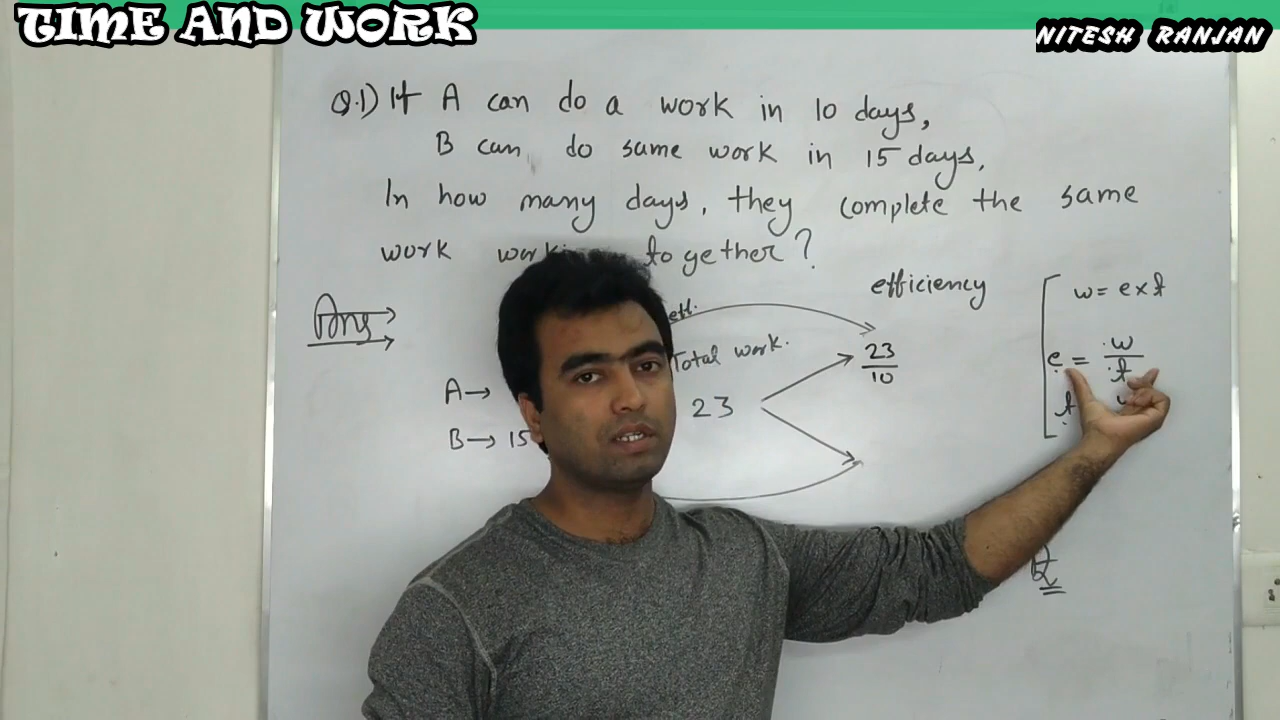 TIME AND WORK
NITESH RANJAN
Q.1) If A can do a work in 10 days,
B can do same work in 15 days,
In how many days, they complete the same
work together?
Ans
efficiency
eff.
Total work.
A→
23
B→ 15
23/10
w = e x t
e = w/t
t